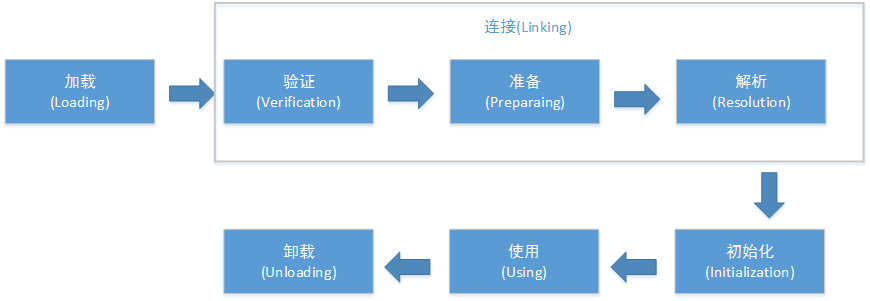 连接(Linking)
加载
(Loading)
验证
(Verification)
准备
(Preparaing)
解析
(Resolution)
初始化
(Initialization)
使用
(Using)
卸载
(Unloading)